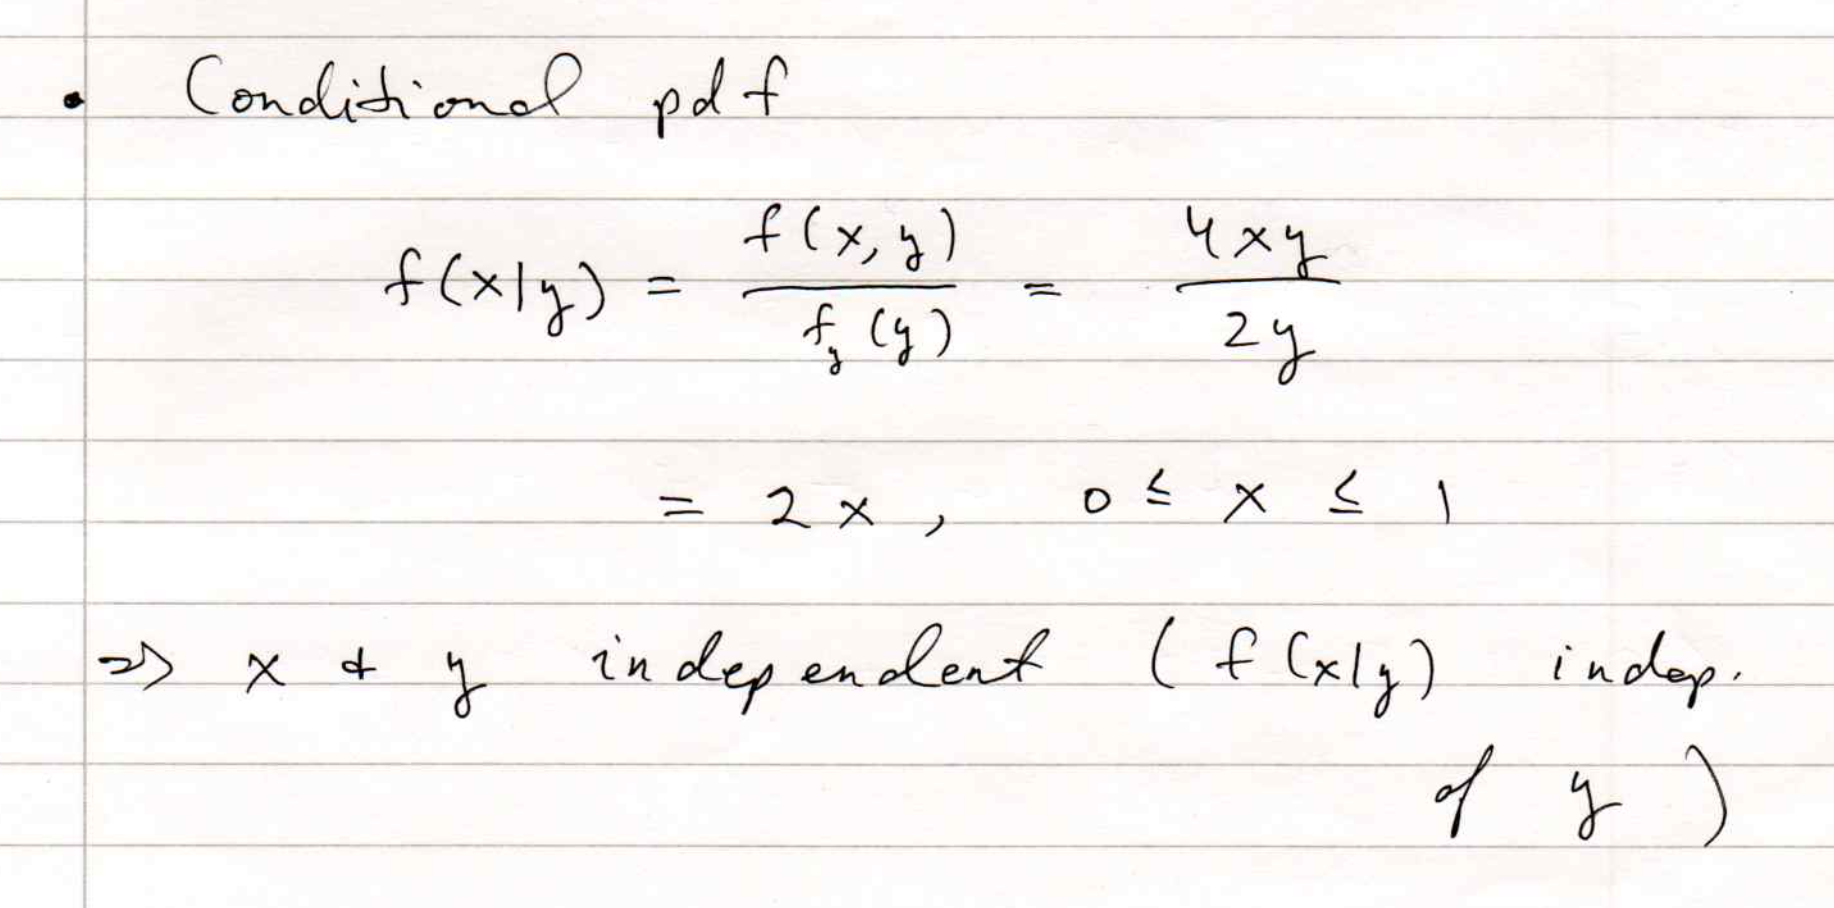 • Conditional pdf
f(x|y) = f(x,y) / f_y(y) = 4xy / 2y
= 2x, 0 ≤ x ≤ 1
⇒ x & y independent (f(x|y) indep.
of y)